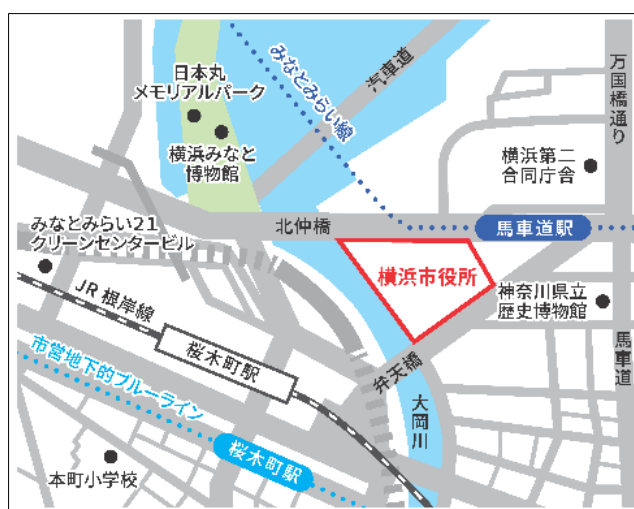 日本丸
メモリアルパーク
横浜みなと
博物館
みなとみらい線
汽車道
万国橋通り
横浜第二
合同庁舎
みなとみらい21
グリーンセンタービル
北仲橋
馬車道駅
横浜市役所
神奈川県立
歴史博物館
JR 根岸線
桜木町駅
市営地下的ブルーライン
桜木町駅
弁天橋
大岡川
馬車道
本町小学校